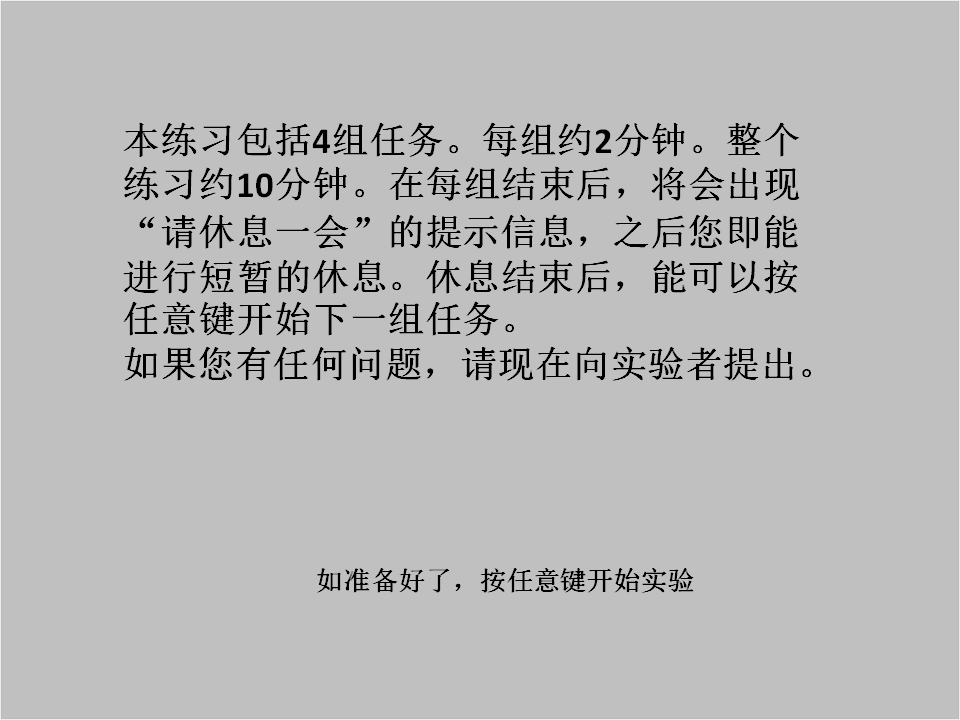 本练习包括4组任务。每组约2分钟。整个
练习约10分钟。在每组结束后，将会出现
“请休息一会”的提示信息，之后您即能
进行短暂的休息。休息结束后，能可以按
任意键开始下一组任务。
如果您有任何问题，请现在向实验者提出。
如准备好了，按任意键开始实验